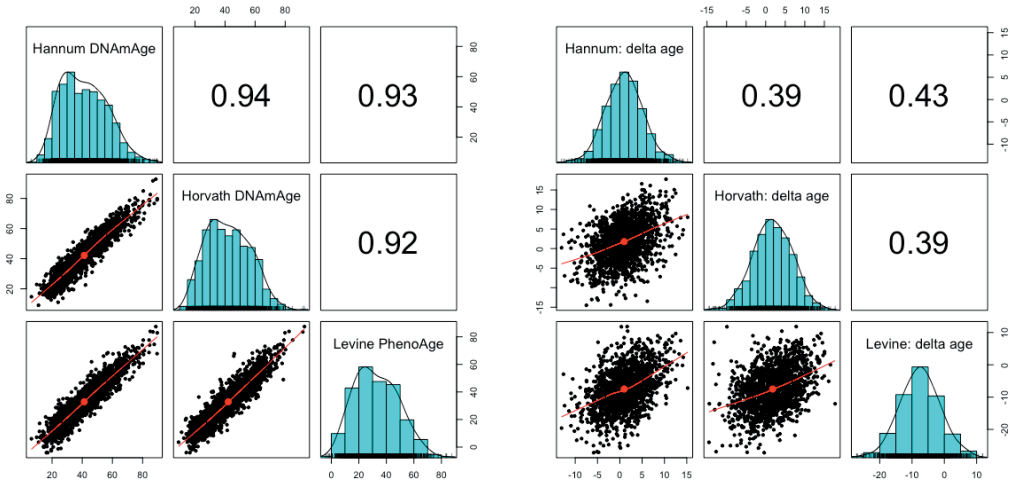 40 60 80
-15 -5 0 5 10
Hannum DNAmAge
0.94
0.93
20 40 60 80
Hannum: delta age
0.39
0.43
-10 -5 0 5 10 15
20 40 60 80
Horvath DNAmAge
0.92
-15 -5 0 5 10 15
Horvath: delta age
0.39
Levine PhenoAge
0 20 40 60 80
Levine: delta age
-20 -10 0 10
20 40 60 80
20 40 60 80
0 20 40 60 80
-10 -5 0 5 10 15
-20 -10 0 10